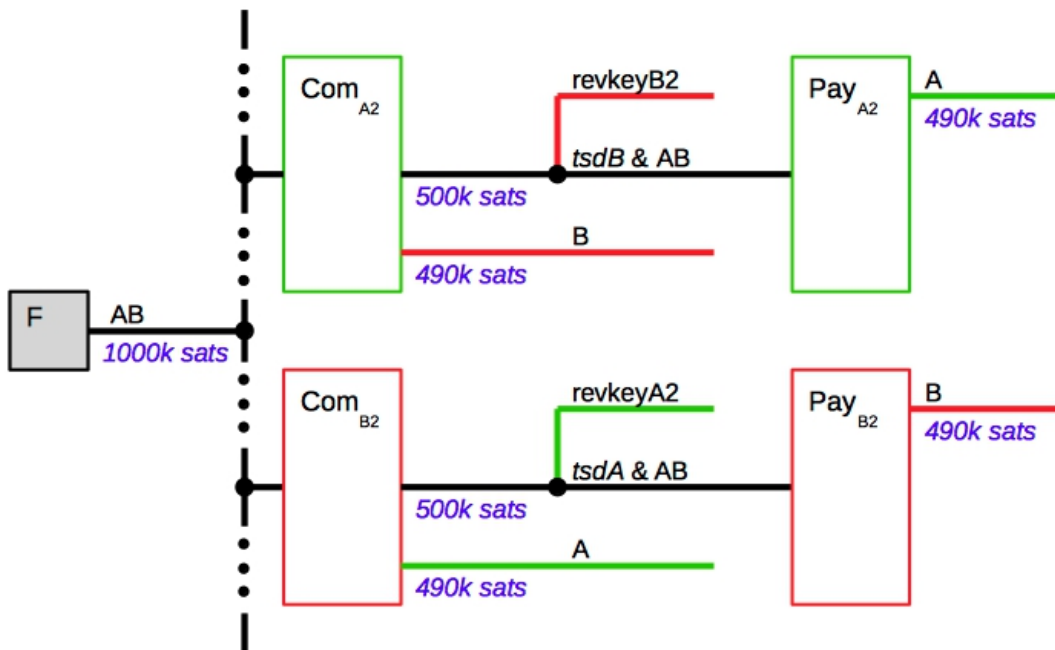 Com A2
revkeyB2
tsdB & AB
500k sats
B
490k sats
Pay A2
A
490k sats
F
AB
1000k sats
Com B2
revkeyA2
tsdA & AB
500k sats
A
490k sats
Pay B2
B
490k sats